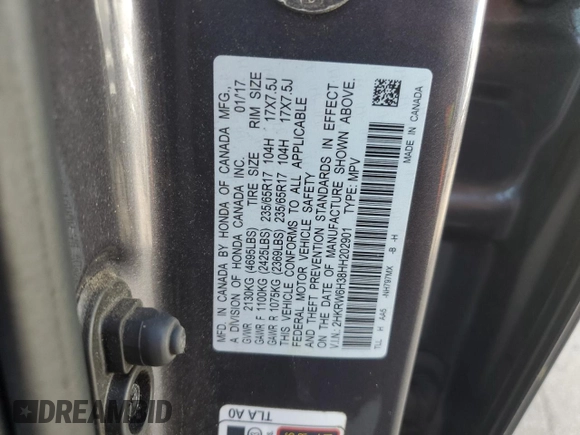 MFD. IN CANADA BY HONDA OF CANADA MFG.,
A DIVISION OF HONDA CANADA INC. 01/17
TIRE SIZE RIM SIZE
GVWR 2130KG (4695LBS)
GAWR F 1100KG (2425LBS) 235/65R17 104H 17X7.5J
GAWR R 1075KG (2369LBS) 235/65R17 104H 17X7.5J
THIS VEHICLE CONFORMS TO ALL APPLICABLE
FEDERAL MOTOR VEHICLE SAFETY
AND THEFT PREVENTION STANDARDS IN EFFECT
ON THE DATE OF MANUFACTURE SHOWN ABOVE.
V.I.N.: 2HKRW6H38HH202901 TYPE: MPV
TLL H AAS -NH797MX -B -H MADE IN CANADA
TLA A0
DREAMBID